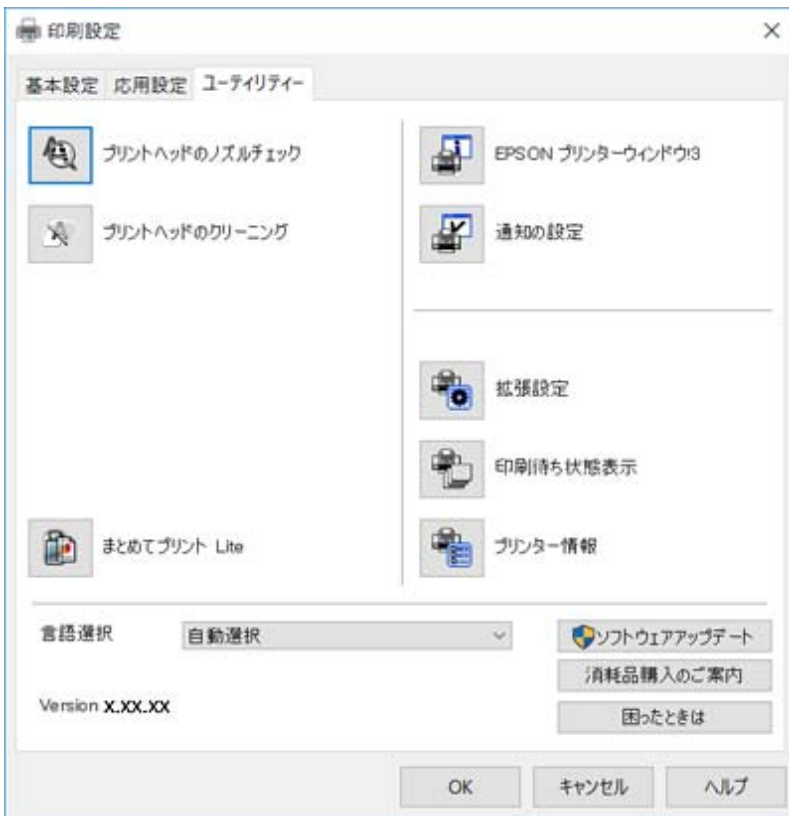 印刷設定
基本設定 応用設定 ユーティリティー
プリントヘッドのノズルチェック
プリントヘッドのクリーニング
まとめてプリント Lite
EPSON プリンターウィンドウ!3
通知の設定
拡張設定
印刷待ち状態表示
プリンター情報
言語選択 自動選択
Version X.XX.XX
ソフトウェアアップデート
消耗品購入のご案内
困ったときは
OK キャンセル ヘルプ